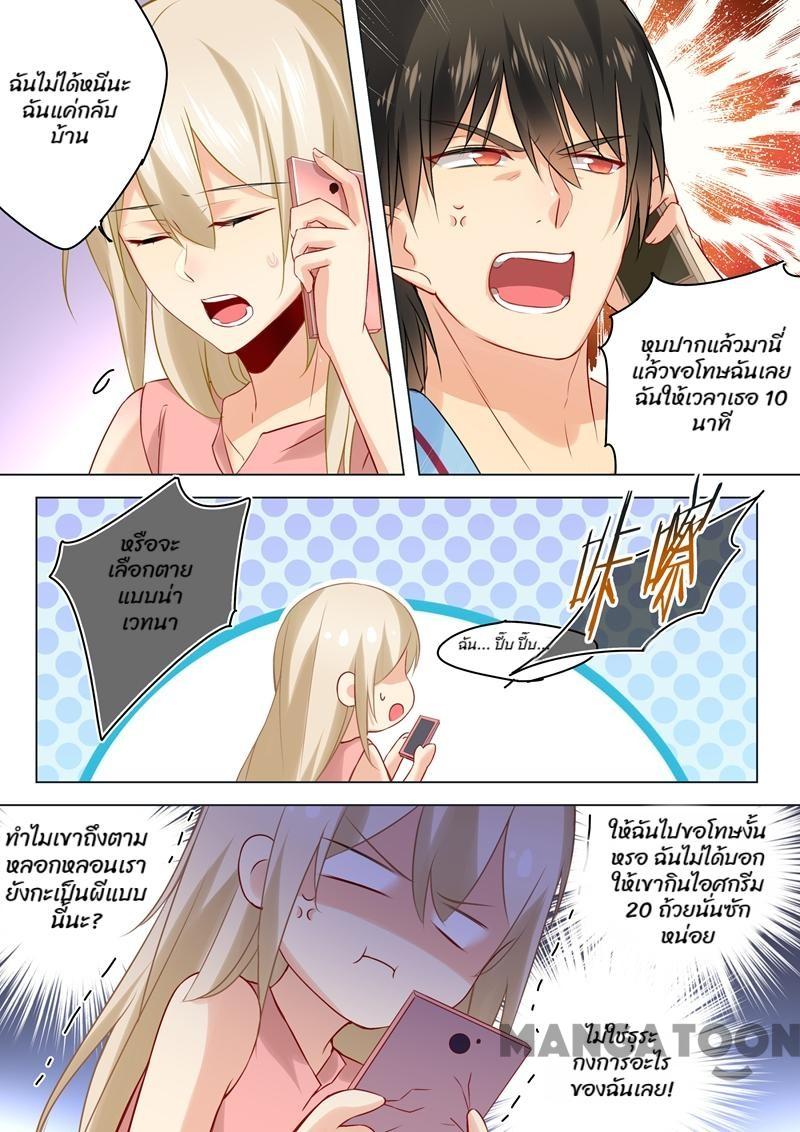 ฉันไม่ได้หนีนะ
ฉันแค่กลับ
บ้าน
หุบปากแล้วมานี่
แล้วขอโทษฉันเลย
ฉันให้เวลาเธอ 10
นาที
หรือจะ
เลือกตาย
แบบน่า
เวทนา
咔嚓
ฉัน... ปี๊บ ปี๊บ...
ทำไมเขาถึงตาม
หลอกหลอนเรา
ยังกะเป็นผีแบบ
นี้นะ?
ให้ฉันไปขอโทษงั้น
หรอ ฉันไม่ได้บอก
ให้เขากินไอศกรีม
20 ถ้วยนั่นซัก
หน่อย
ไม่ใช่ธุระ
กงการอะไร
ของฉันเลย!
MANGATOON